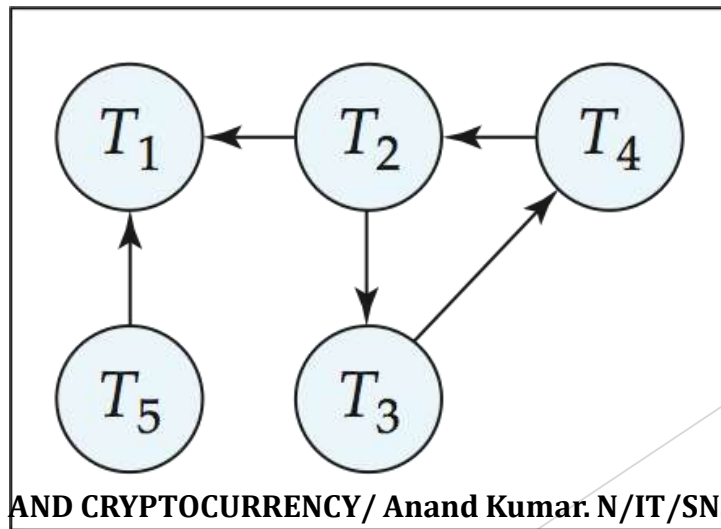 T1
T2
T4
T5
T3
AND CRYPTOCURRENCY/ Anand Kumar. N/IT/SN